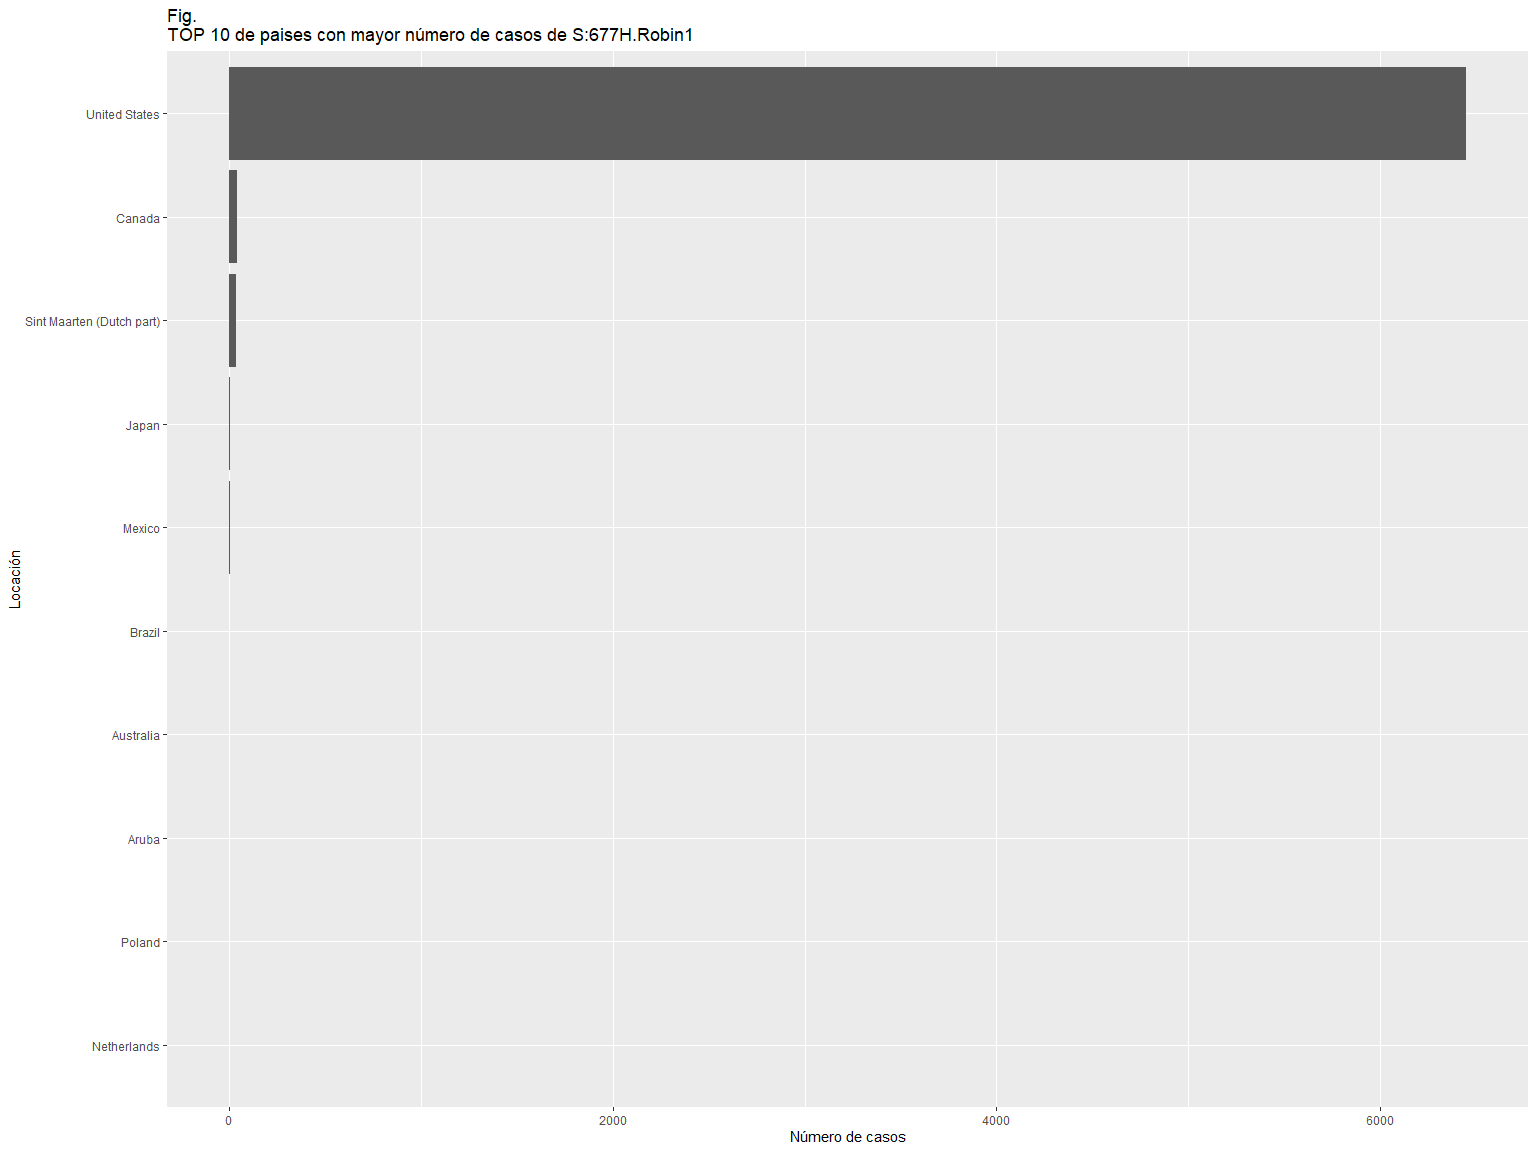 Fig.
TOP 10 de paises con mayor número de casos de S:677H.Robin1
United States
Canada
Sint Maarten (Dutch part)
Japan
Mexico
Brazil
Australia
Aruba
Poland
Netherlands
Locación
0 2000 4000 6000
Número de casos